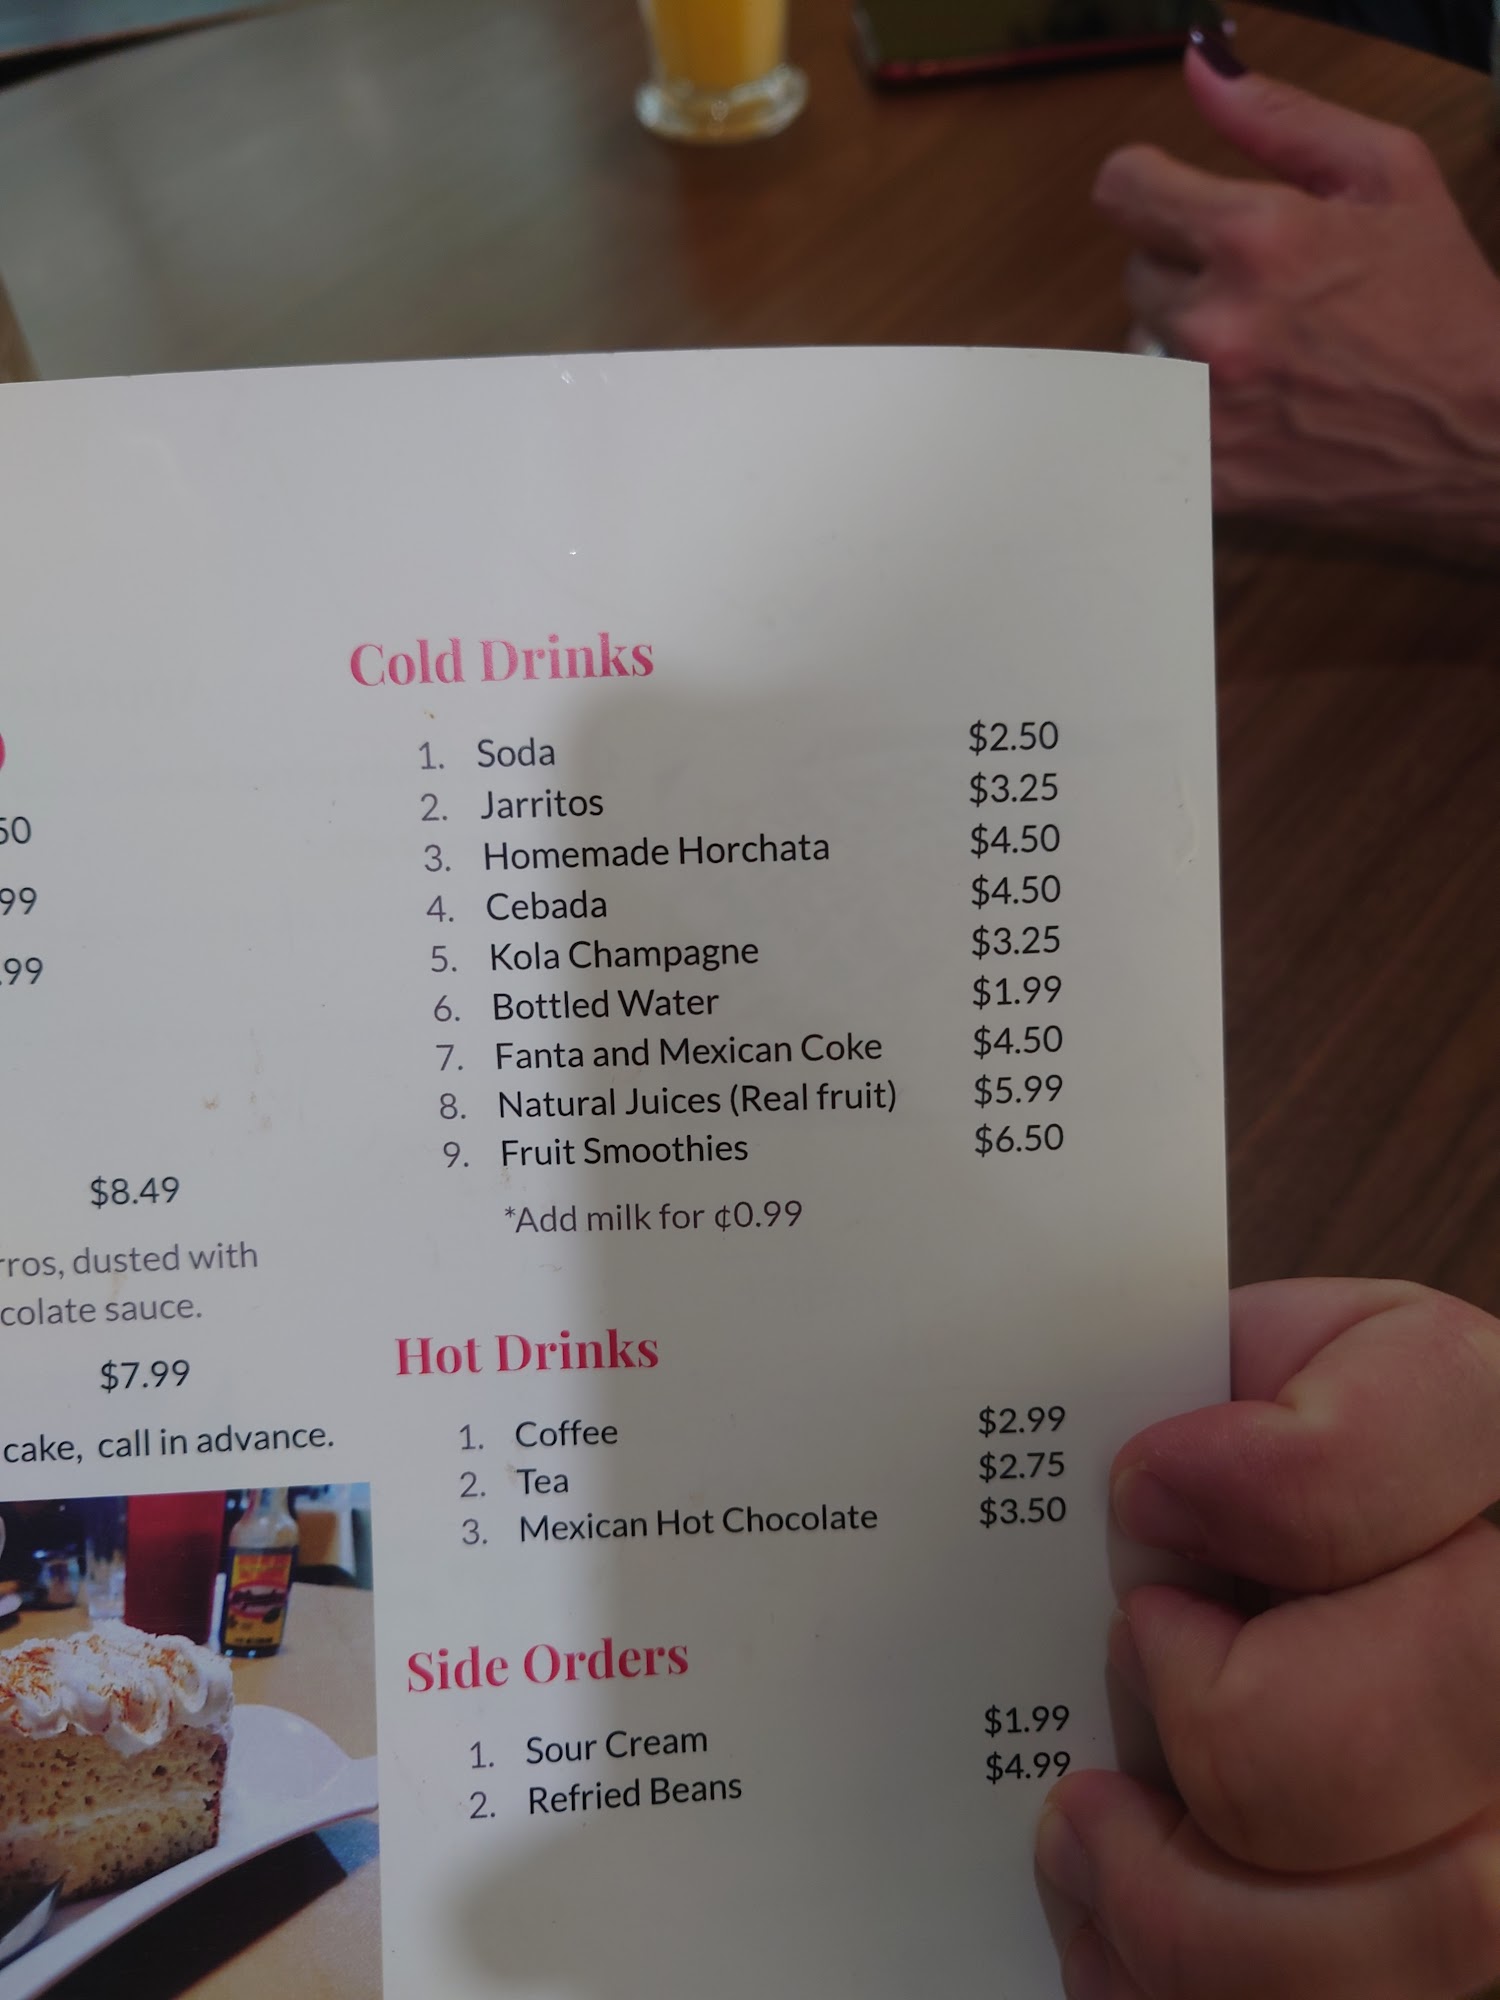 50
99
.99
$8.49
rros, dusted with
colate sauce.
$7.99
cake, call in advance.
Cold Drinks
1. Soda $2.50
2. Jarritos $3.25
3. Homemade Horchata $4.50
4. Cebada $4.50
5. Kola Champagne $3.25
6. Bottled Water $1.99
7. Fanta and Mexican Coke $4.50
8. Natural Juices (Real fruit) $5.99
9. Fruit Smoothies $6.50
*Add milk for ¢0.99
Hot Drinks
1. Coffee $2.99
2. Tea $2.75
3. Mexican Hot Chocolate $3.50
Side Orders
1. Sour Cream $1.99
2. Refried Beans $4.99